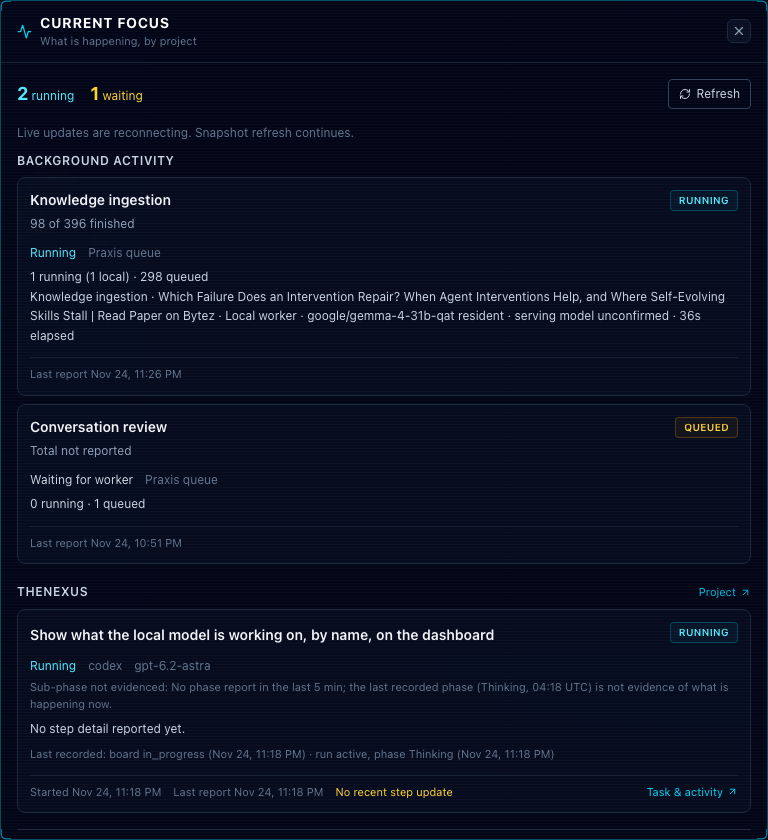 CURRENT FOCUS
What is happening, by project
2 running 1 waiting
Refresh
Live updates are reconnecting. Snapshot refresh continues.
BACKGROUND ACTIVITY
Knowledge ingestion
RUNNING
98 of 396 finished
Running Praxis queue
1 running (1 local) · 298 queued
Knowledge ingestion · Which Failure Does an Intervention Repair? When Agent Interventions Help, and Where Self-Evolving
Skills Stall | Read Paper on Bytez · Local worker · google/gemma-4-31b-qat resident · serving model unconfirmed · 36s
elapsed
Last report Nov 24, 11:26 PM
Conversation review
QUEUED
Total not reported
Waiting for worker Praxis queue
0 running · 1 queued
Last report Nov 24, 10:51 PM
THENEXUS
Project ↗
Show what the local model is working on, by name, on the dashboard
RUNNING
Running codex gpt-6.2-astra
Sub-phase not evidenced: No phase report in the last 5 min; the last recorded phase (Thinking, 04:18 UTC) is not evidence of what is
happening now.
No step detail reported yet.
Last recorded: board in_progress (Nov 24, 11:18 PM) · run active, phase Thinking (Nov 24, 11:18 PM)
Started Nov 24, 11:18 PM Last report Nov 24, 11:18 PM No recent step update
Task & activity ↗